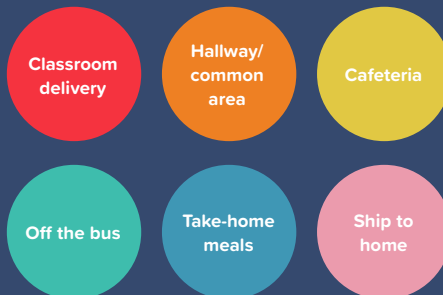 Classroom
delivery
Hallway/
common
area
Cafeteria
Off the bus
Take-home
meals
Ship to
home